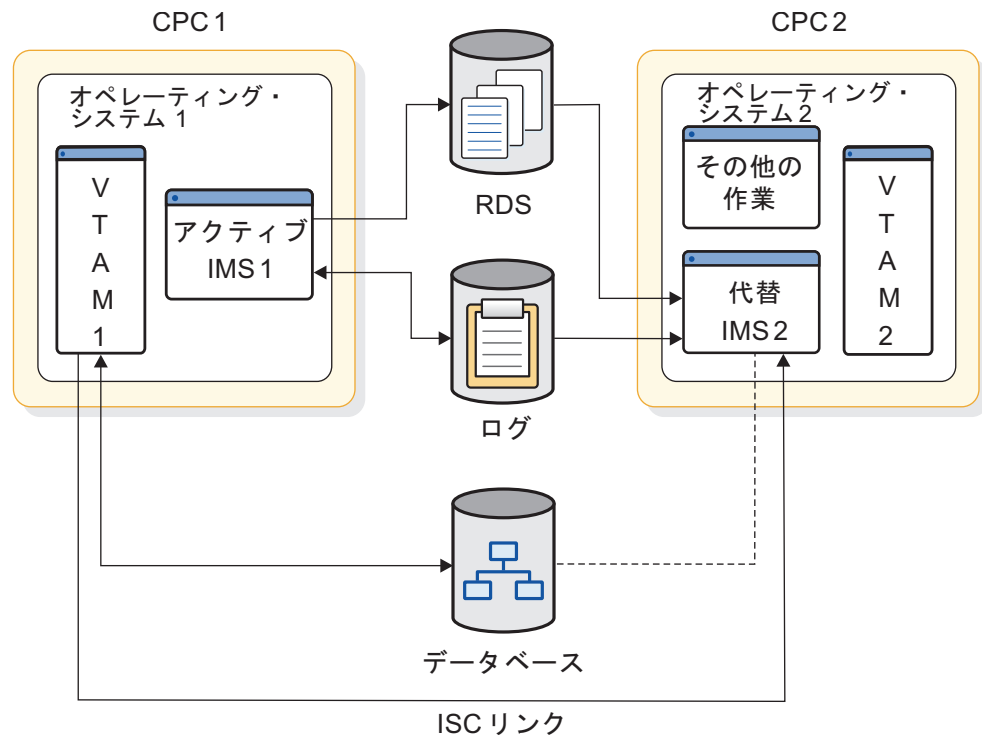 CPC 1
オペレーティング・
システム 1
V
T
A
M
1
アクティブ
IMS 1
RDS
ログ
データベース
ISC リンク
CPC 2
オペレーティング・
システム 2
その他の
作業
代替
IMS 2
V
T
A
M
2